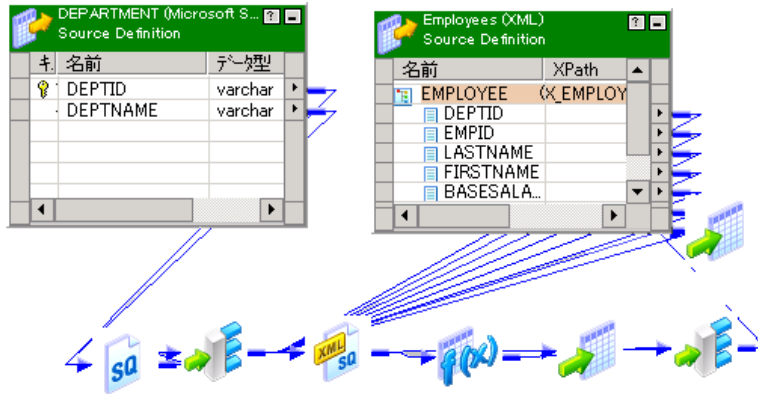 DEPARTMENT (Microsoft S...
Source Definition
キ. 名前 データ型
DEPTID varchar
DEPTNAME varchar
Employees (XML)
Source Definition
名前 XPath
EMPLOYEE (X_EMPLOY
DEPTID
EMPID
LASTNAME
FIRSTNAME
BASESALA...
SQ
XML
SQ
f(x)